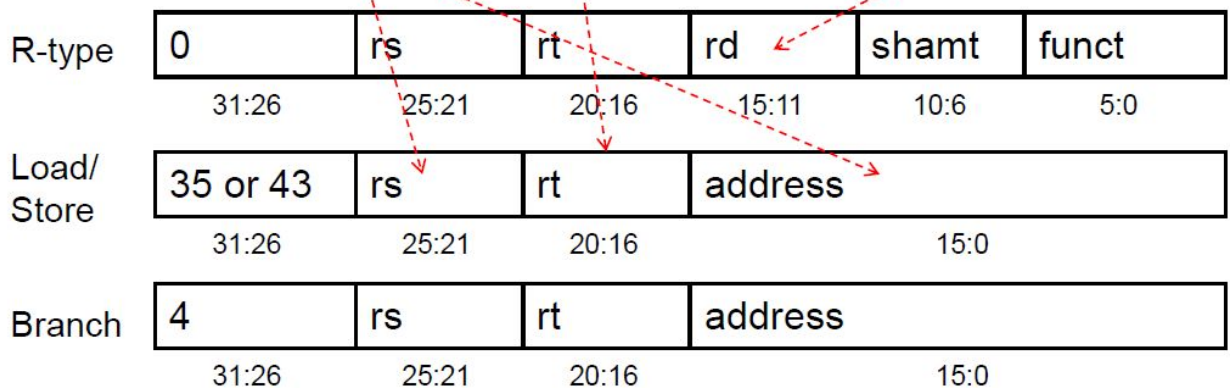 R-type 0 rs rt rd shamt funct
31:26 25:21 20:16 15:11 10:6 5:0
Load/
Store 35 or 43 rs rt address
31:26 25:21 20:16 15:0
Branch 4 rs rt address
31:26 25:21 20:16 15:0